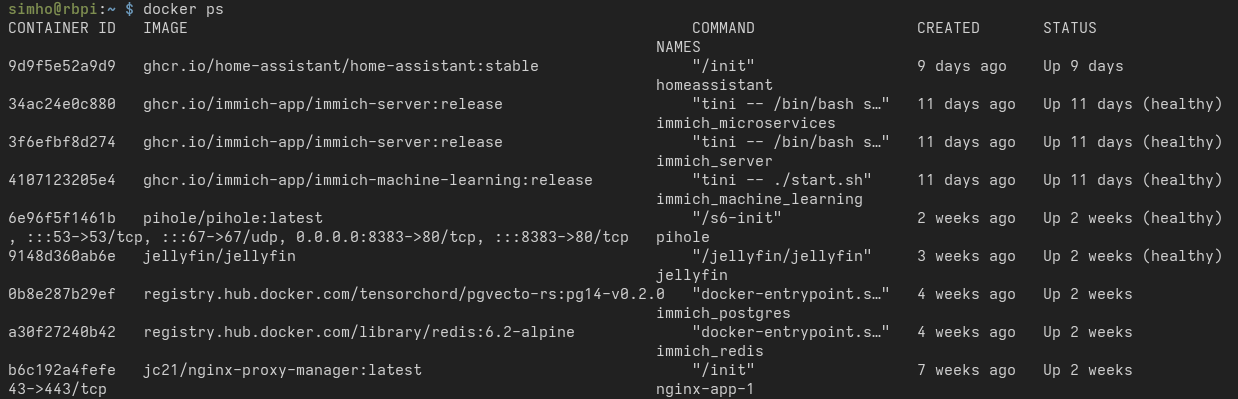 simho@rbpi:~ $ docker ps
CONTAINER ID   IMAGE                                                        COMMAND                  CREATED       STATUS
NAMES
9d9f5e52a9d9   ghcr.io/home-assistant/home-assistant:stable                 "/init"                  9 days ago    Up 9 days
homeassistant
34ac24e0c880   ghcr.io/immich-app/immich-server:release                     "tini -- /bin/bash s…"   11 days ago   Up 11 days (healthy)
immich_microservices
3f6efbf8d274   ghcr.io/immich-app/immich-server:release                     "tini -- /bin/bash s…"   11 days ago   Up 11 days (healthy)
immich_server
4107123205e4   ghcr.io/immich-app/immich-machine-learning:release           "tini -- ./start.sh"     11 days ago   Up 11 days (healthy)
immich_machine_learning
6e96f5f1461b   pihole/pihole:latest                                         "/s6-init"               2 weeks ago   Up 2 weeks (healthy)
, :::53->53/tcp, :::67->67/udp, 0.0.0.0:8383->80/tcp, :::8383->80/tcp   pihole
9148d360ab6e   jellyfin/jellyfin                                            "/jellyfin/jellyfin"     3 weeks ago   Up 2 weeks (healthy)
jellyfin
0b8e287b29ef   registry.hub.docker.com/tensorchord/pgvecto-rs:pg14-v0.2.0   "docker-entrypoint.s…"   4 weeks ago   Up 2 weeks
immich_postgres
a30f27240b42   registry.hub.docker.com/library/redis:6.2-alpine             "docker-entrypoint.s…"   4 weeks ago   Up 2 weeks
immich_redis
b6c192a4fefe   jc21/nginx-proxy-manager:latest                              "/init"                  7 weeks ago   Up 2 weeks
43->443/tcp   nginx-app-1